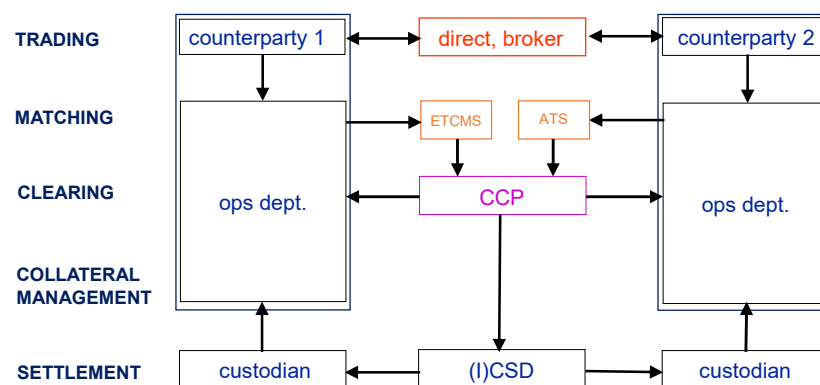 TRADING
counterparty 1
direct, broker
counterparty 2
MATCHING
ETCMS
ATS
CLEARING
ops dept.
CCP
ops dept.
COLLATERAL
MANAGEMENT
SETTLEMENT
custodian
(I)CSD
custodian